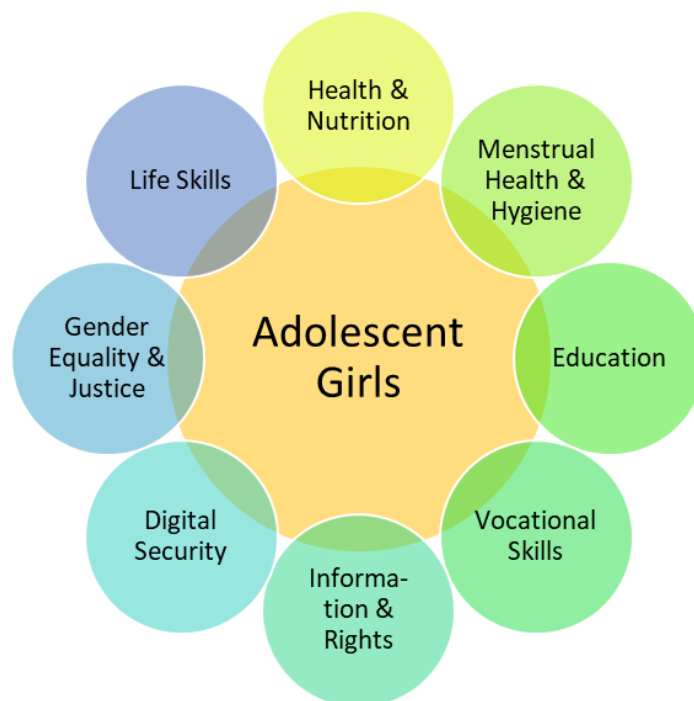 Health &
Nutrition
Menstrual
Health &
Hygiene
Education
Vocational
Skills
Informa-
tion &
Rights
Digital
Security
Gender
Equality &
Justice
Life Skills
Adolescent
Girls